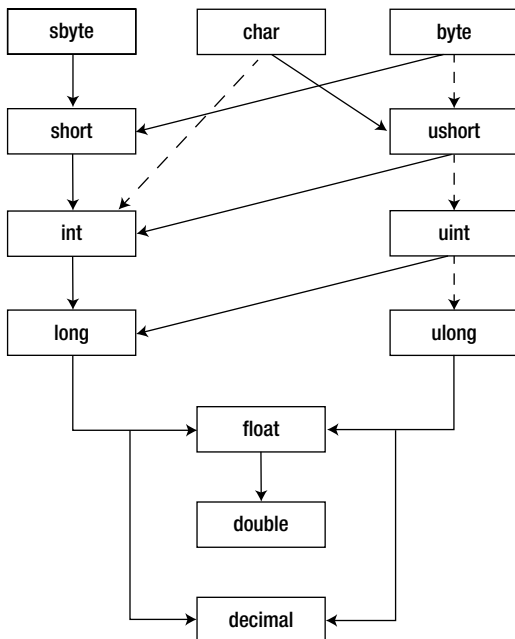 sbyte char byte
short ushort
int uint
long ulong
float
double
decimal